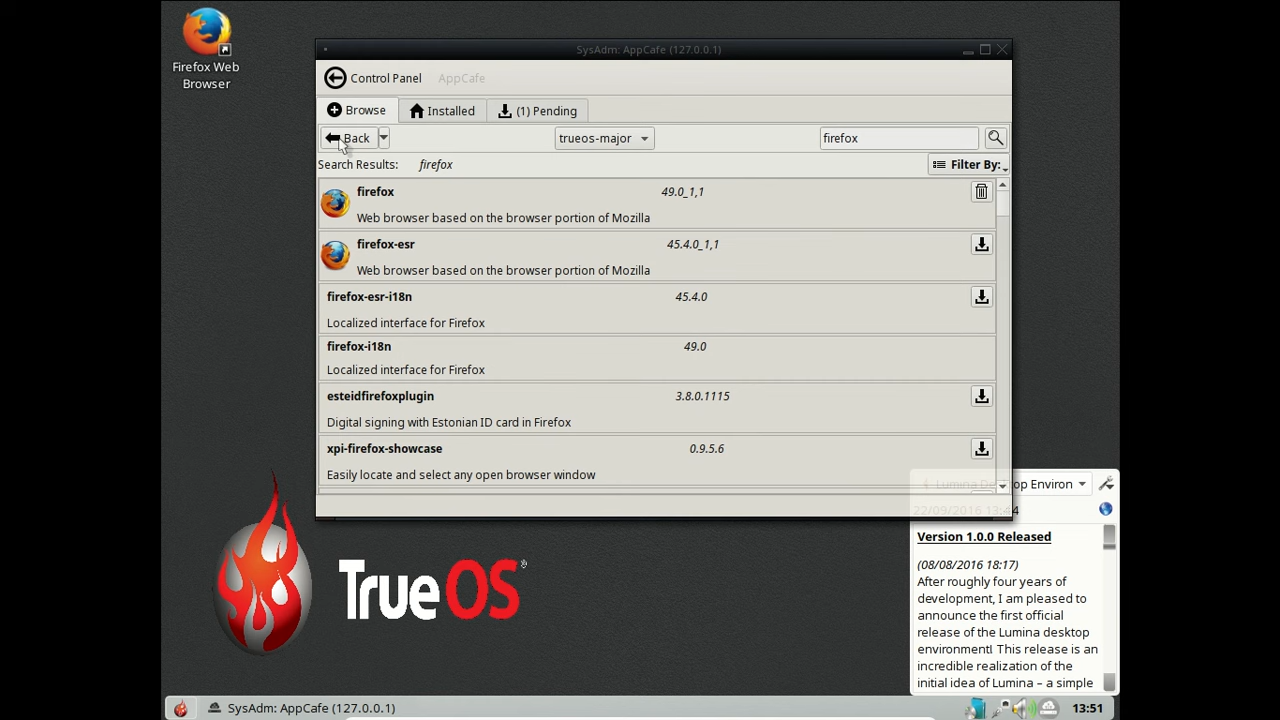 Firefox Web
Browser
SysAdm: AppCafe (127.0.0.1)
Control Panel AppCafe
Browse Installed (1) Pending
Back trueos-major firefox
Search Results: firefox Filter By:
firefox 49.0_1,1
Web browser based on the browser portion of Mozilla
firefox-esr 45.4.0_1,1
Web browser based on the browser portion of Mozilla
firefox-esr-i18n 45.4.0
Localized interface for Firefox
firefox-i18n 49.0
Localized interface for Firefox
esteidfirefoxplugin 3.8.0.1115
Digital signing with Estonian ID card in Firefox
xpi-firefox-showcase 0.9.5.6
Easily locate and select any open browser window
Lumina Desktop Environ
22/09/2016 13:44
Version 1.0.0 Released
(08/08/2016 18:17)
After roughly four years of
development, I am pleased to
announce the first official
release of the Lumina desktop
environment! This release is an
incredible realization of the
initial idea of Lumina – a simple
TrueOS®
SysAdm: AppCafe (127.0.0.1) 13:51